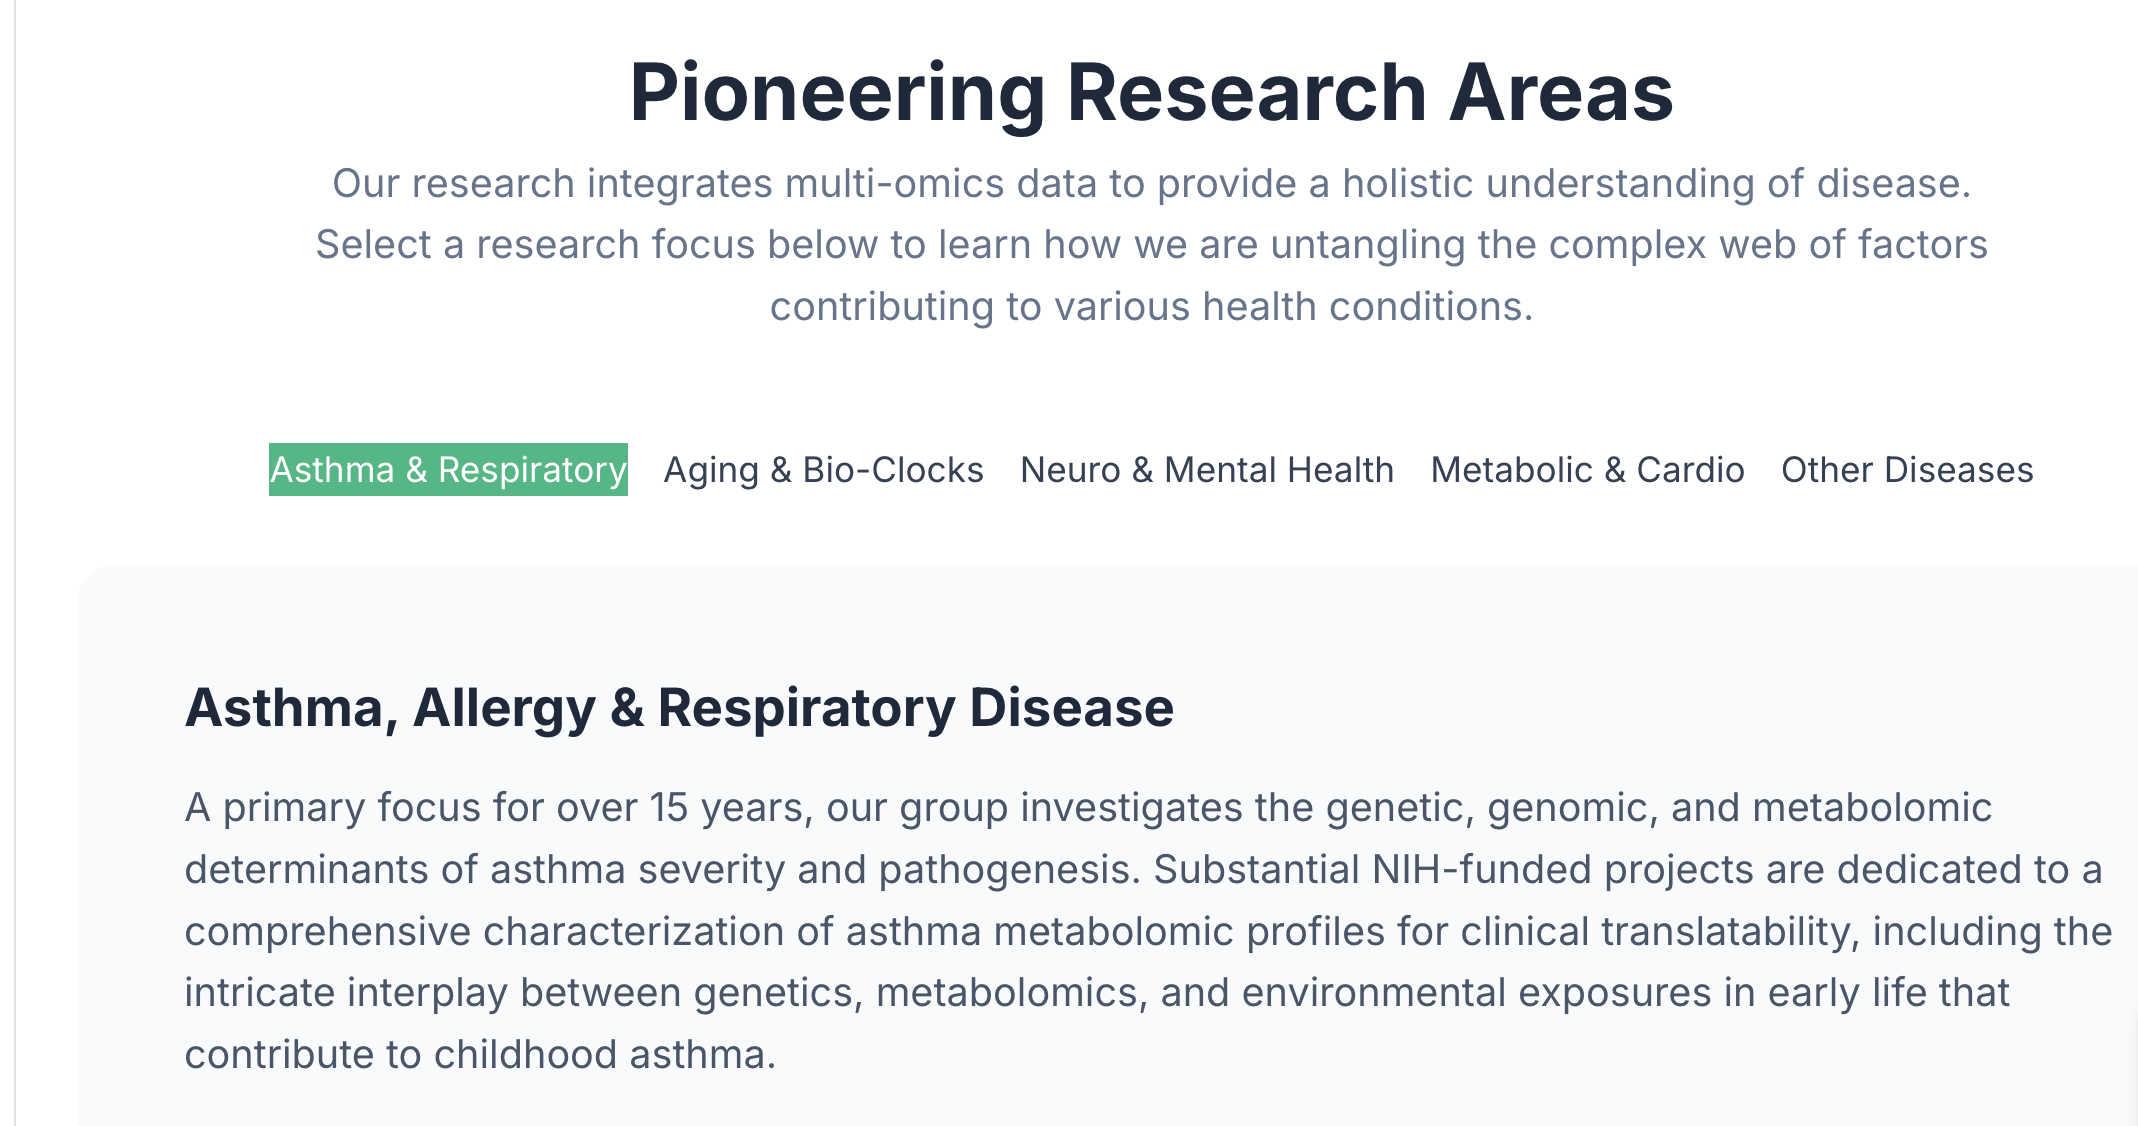 Pioneering Research Areas
Our research integrates multi-omics data to provide a holistic understanding of disease.
Select a research focus below to learn how we are untangling the complex web of factors
contributing to various health conditions.
Asthma & Respiratory Aging & Bio-Clocks Neuro & Mental Health Metabolic & Cardio Other Diseases
Asthma, Allergy & Respiratory Disease
A primary focus for over 15 years, our group investigates the genetic, genomic, and metabolomic
determinants of asthma severity and pathogenesis. Substantial NIH-funded projects are dedicated to a
comprehensive characterization of asthma metabolomic profiles for clinical translatability, including the
intricate interplay between genetics, metabolomics, and environmental exposures in early life that
contribute to childhood asthma.